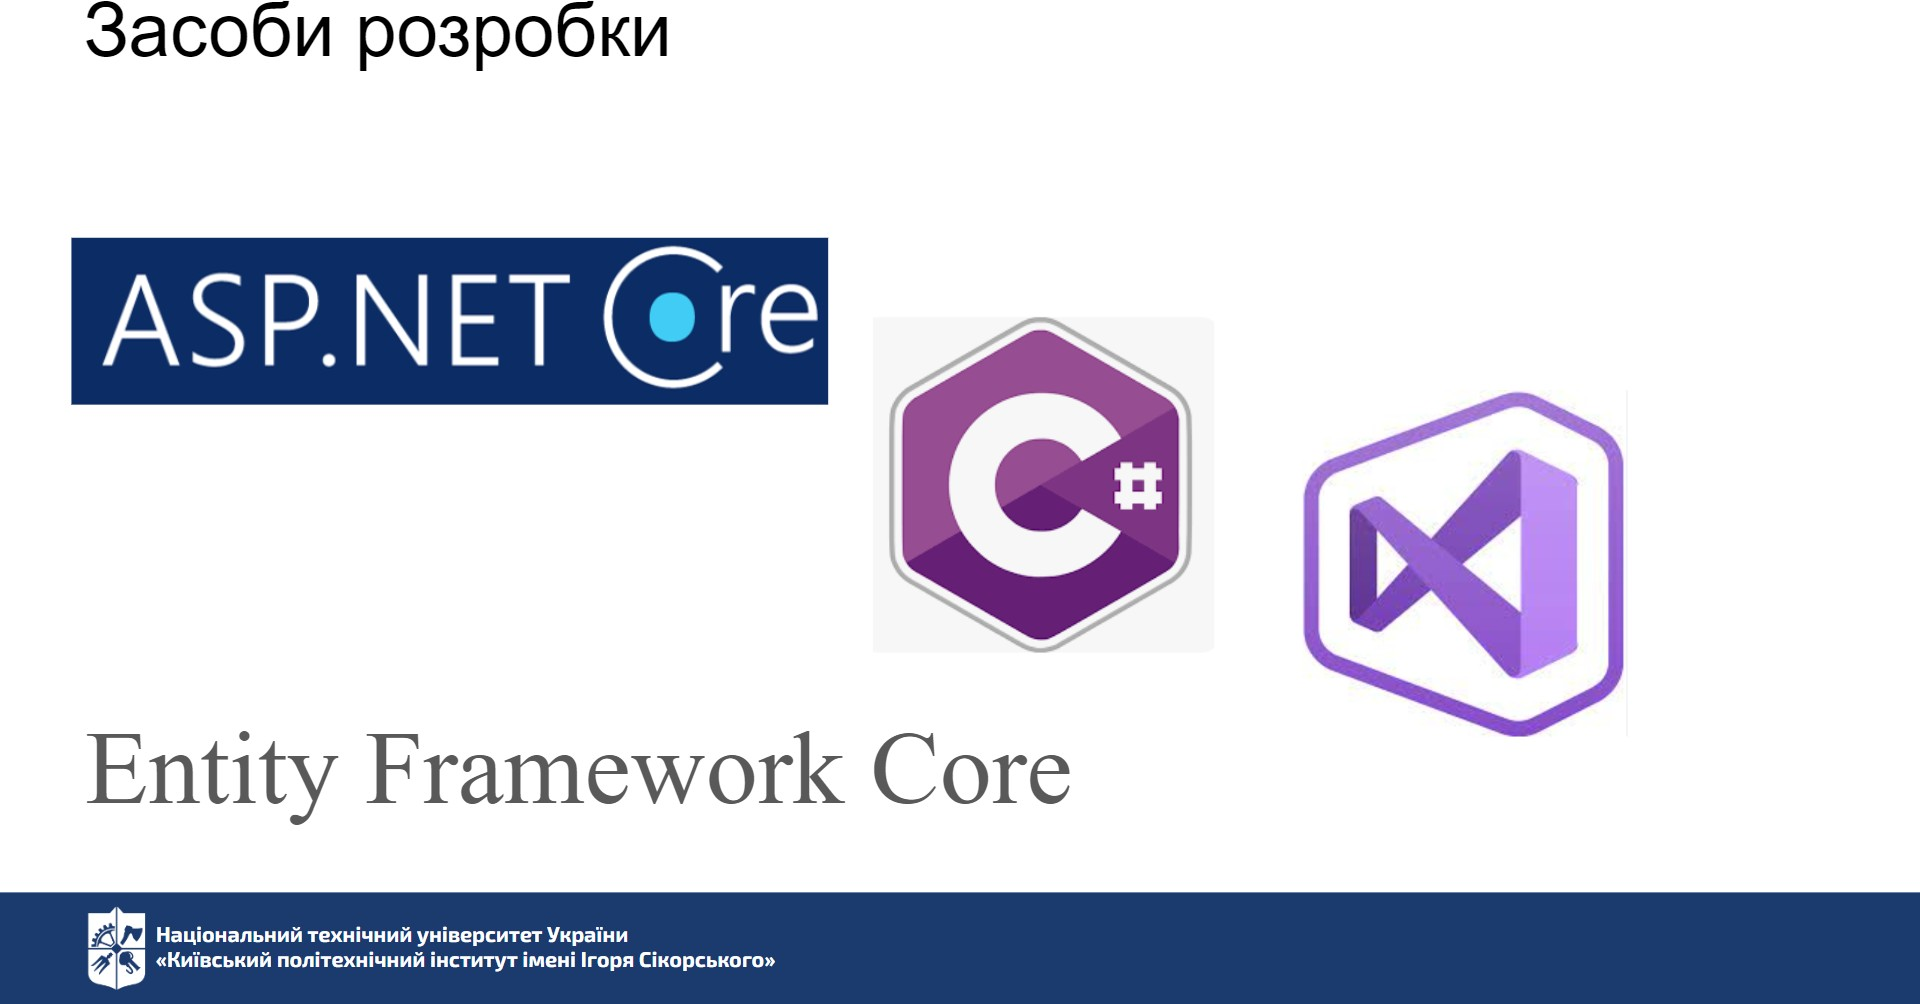 Засоби розробки
ASP.NET Core
C#
Entity Framework Core
Національний технічний університет України
«Київський політехнічний інститут імені Ігоря Сікорського»